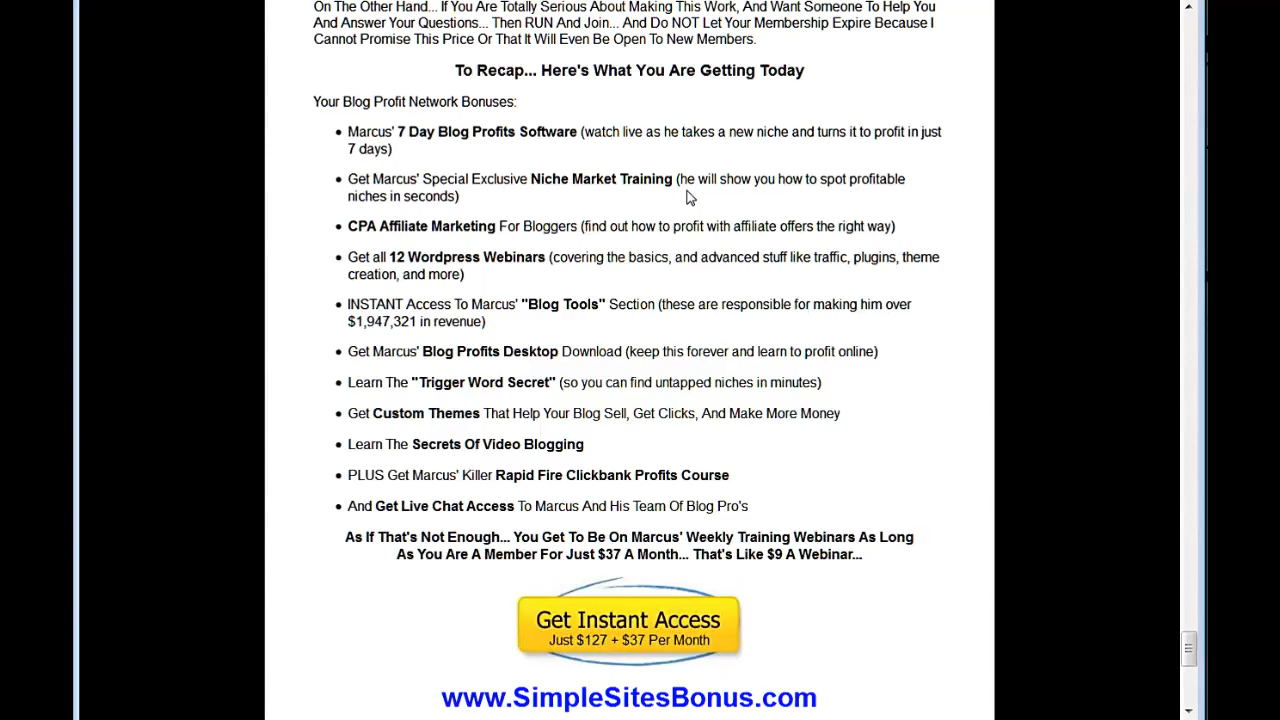 On The Other Hand... If You Are Totally Serious About Making This Work, And Want Someone To Help You
And Answer Your Questions... Then RUN And Join... And Do NOT Let Your Membership Expire Because I
Cannot Promise This Price Or That It Will Even Be Open To New Members.
To Recap... Here's What You Are Getting Today
Your Blog Profit Network Bonuses:
• Marcus' 7 Day Blog Profits Software (watch live as he takes a new niche and turns it to profit in just
7 days)
• Get Marcus' Special Exclusive Niche Market Training (he will show you how to spot profitable
niches in seconds)
• CPA Affiliate Marketing For Bloggers (find out how to profit with affiliate offers the right way)
• Get all 12 Wordpress Webinars (covering the basics, and advanced stuff like traffic, plugins, theme
creation, and more)
• INSTANT Access To Marcus' "Blog Tools" Section (these are responsible for making him over
$1,947,321 in revenue)
• Get Marcus' Blog Profits Desktop Download (keep this forever and learn to profit online)
• Learn The "Trigger Word Secret" (so you can find untapped niches in minutes)
• Get Custom Themes That Help Your Blog Sell, Get Clicks, And Make More Money
• Learn The Secrets Of Video Blogging
• PLUS Get Marcus' Killer Rapid Fire Clickbank Profits Course
• And Get Live Chat Access To Marcus And His Team Of Blog Pro's
As If That's Not Enough... You Get To Be On Marcus' Weekly Training Webinars As Long
As You Are A Member For Just $37 A Month... That's Like $9 A Webinar...
Get Instant Access
Just $127 + $37 Per Month
www.SimpleSitesBonus.com